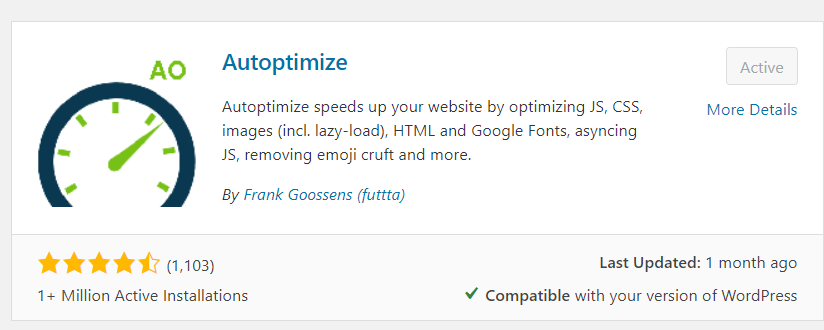 AO
Autoptimize
Active
Autoptimize speeds up your website by optimizing JS, CSS,
images (incl. lazy-load), HTML and Google Fonts, asyncing
JS, removing emoji cruft and more.
More Details
By Frank Goossens (futtta)
(1,103)
Last Updated: 1 month ago
1+ Million Active Installations
Compatible with your version of WordPress